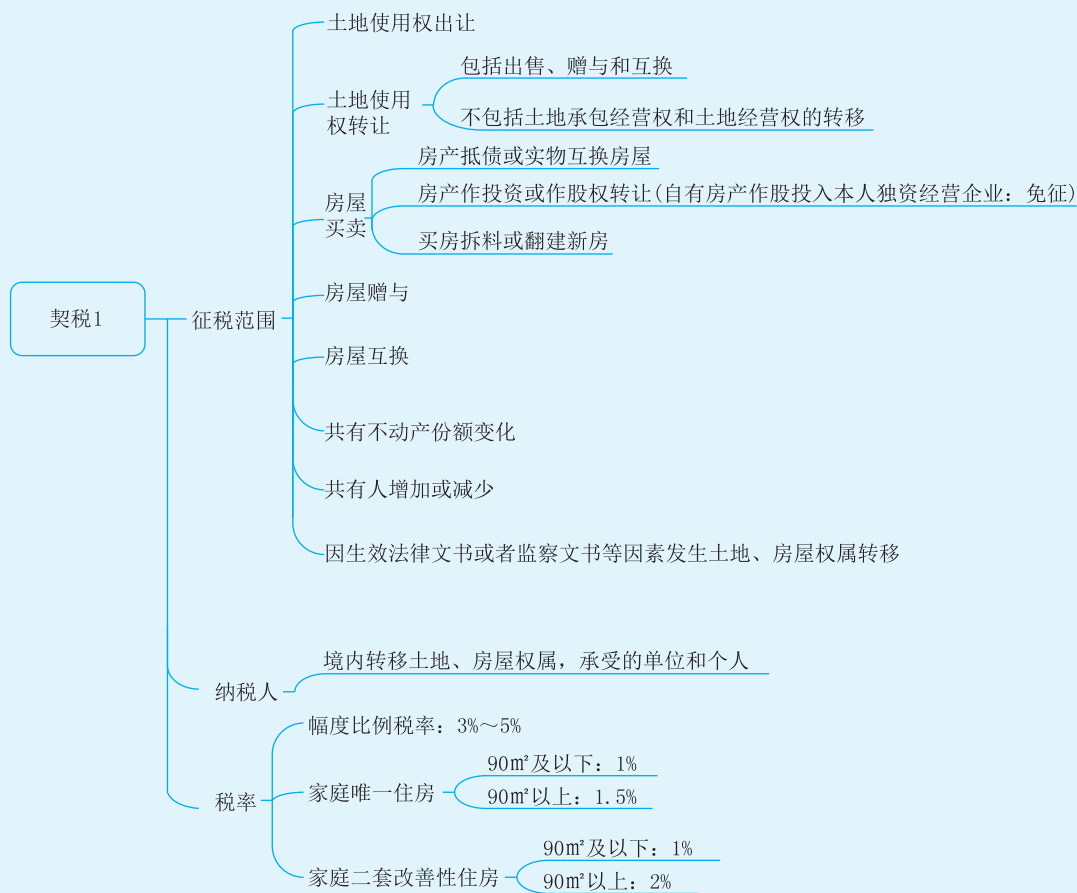 契税1
征税范围
土地使用权出让
土地使用
权转让
包括出售、赠与和互换
不包括土地承包经营权和土地经营权的转移
房屋
买卖
房产抵债或实物互换房屋
房产作投资或作股权转让(自有房产作股投入本人独资经营企业：免征)
买房拆料或翻建新房
房屋赠与
房屋互换
共有不动产份额变化
共有人增加或减少
因生效法律文书或者监察文书等因素发生土地、房屋权属转移
纳税人
境内转移土地、房屋权属，承受的单位和个人
税率
幅度比例税率：3%～5%
家庭唯一住房
90㎡及以下：1%
90㎡以上：1.5%
家庭二套改善性住房
90㎡及以下：1%
90㎡以上：2%